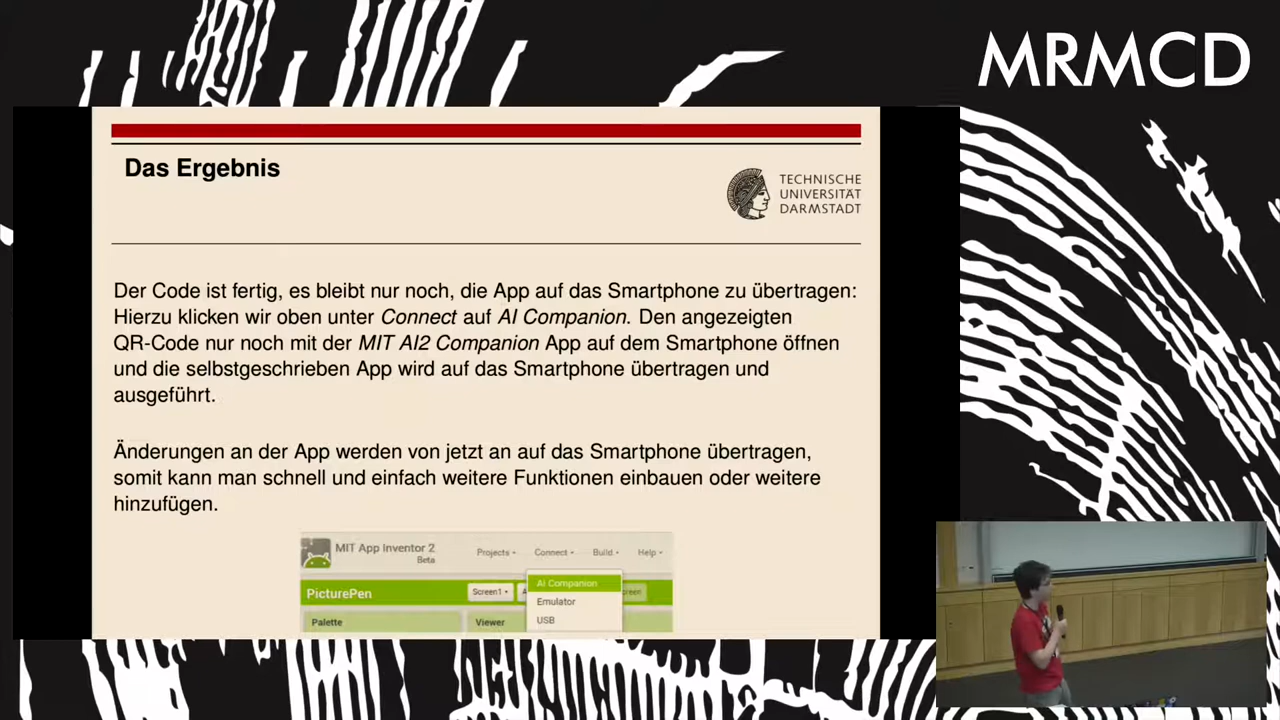 MRMCD
Das Ergebnis
TECHNISCHE
UNIVERSITÄT
DARMSTADT
Der Code ist fertig, es bleibt nur noch, die App auf das Smartphone zu übertragen:
Hierzu klicken wir oben unter Connect auf AI Companion. Den angezeigten
QR-Code nur noch mit der MIT AI2 Companion App auf dem Smartphone öffnen
und die selbstgeschrieben App wird auf das Smartphone übertragen und
ausgeführt.
Änderungen an der App werden von jetzt an auf das Smartphone übertragen,
somit kann man schnell und einfach weitere Funktionen einbauen oder weitere
hinzufügen.
MIT App Inventor 2
Beta
Projects Connect Build Help
PicturePen
Screen1
AI Companion
Emulator
USB
Palette
Viewer